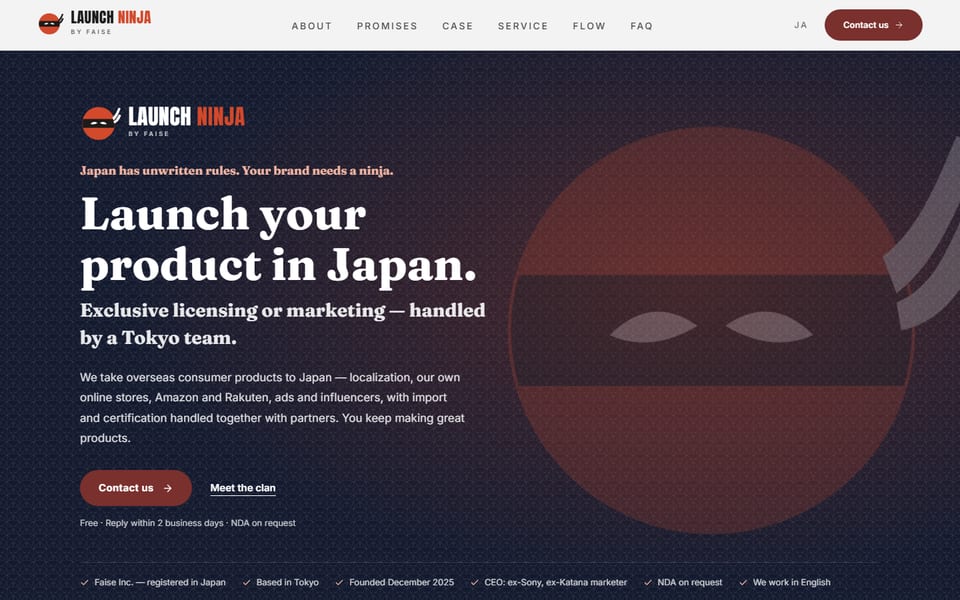 LAUNCH NINJA
BY FAISE
ABOUT PROMISES CASE SERVICE FLOW FAQ
JA
Contact us →
LAUNCH NINJA
BY FAISE
Japan has unwritten rules. Your brand needs a ninja.
Launch your
product in Japan.
Exclusive licensing or marketing — handled
by a Tokyo team.
We take overseas consumer products to Japan — localization, our own
online stores, Amazon and Rakuten, ads and influencers, with import
and certification handled together with partners. You keep making great
products.
Contact us →
Meet the clan
Free · Reply within 2 business days · NDA on request
✓ Faise Inc. — registered in Japan ✓ Based in Tokyo ✓ Founded December 2025 ✓ CEO: ex-Sony, ex-Katana marketer ✓ NDA on request ✓ We work in English